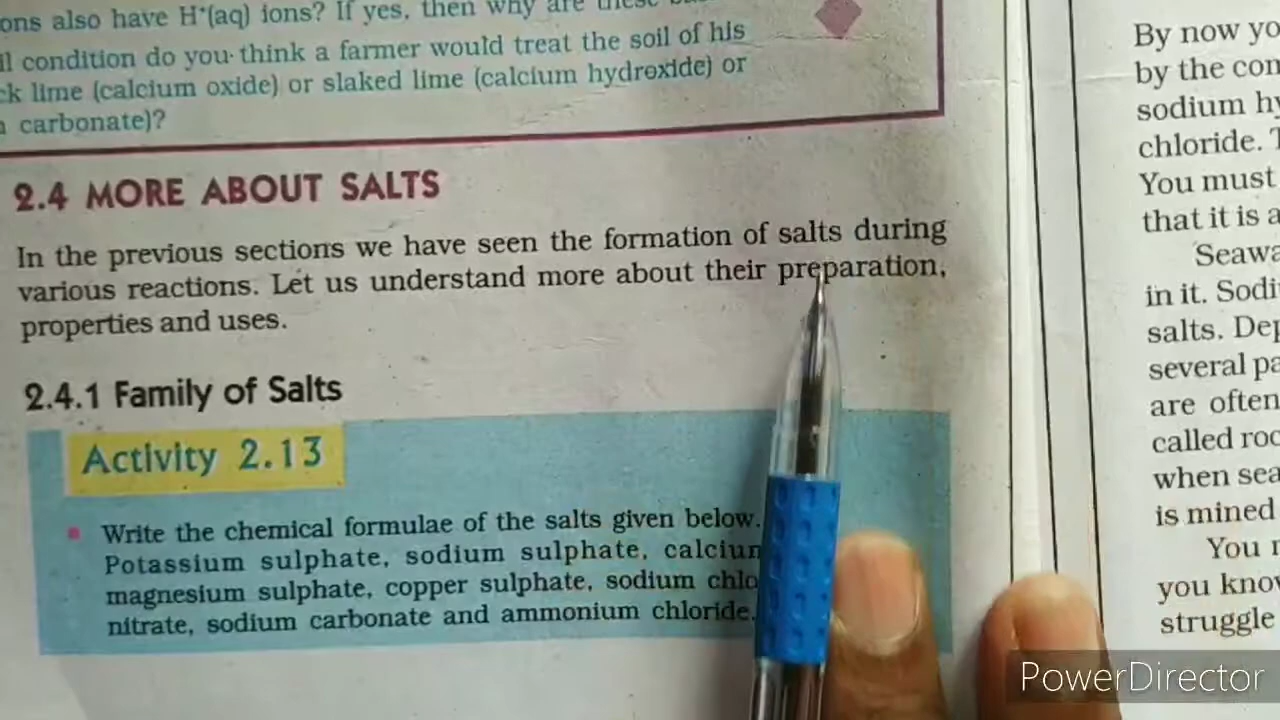 ons also have H⁺(aq) ions? If yes, then why are these
il condition do you think a farmer would treat the soil of his
ck lime (calcium oxide) or slaked lime (calcium hydroxide) or
carbonate)?
2.4 MORE ABOUT SALTS
In the previous sections we have seen the formation of salts during
various reactions. Let us understand more about their preparation,
properties and uses.
2.4.1 Family of Salts
Activity 2.13
Write the chemical formulae of the salts given below.
Potassium sulphate, sodium sulphate, calciu
magnesium sulphate, copper sulphate, sodium chlo
nitrate, sodium carbonate and ammonium chloride.
By now yo
by the com
sodium hy
chloride.
You must
that it is a
Seawa
in it. Sodi
salts. Dep
several pa
are often
called roc
when sea
is mined
You
you know
struggle
PowerDirector